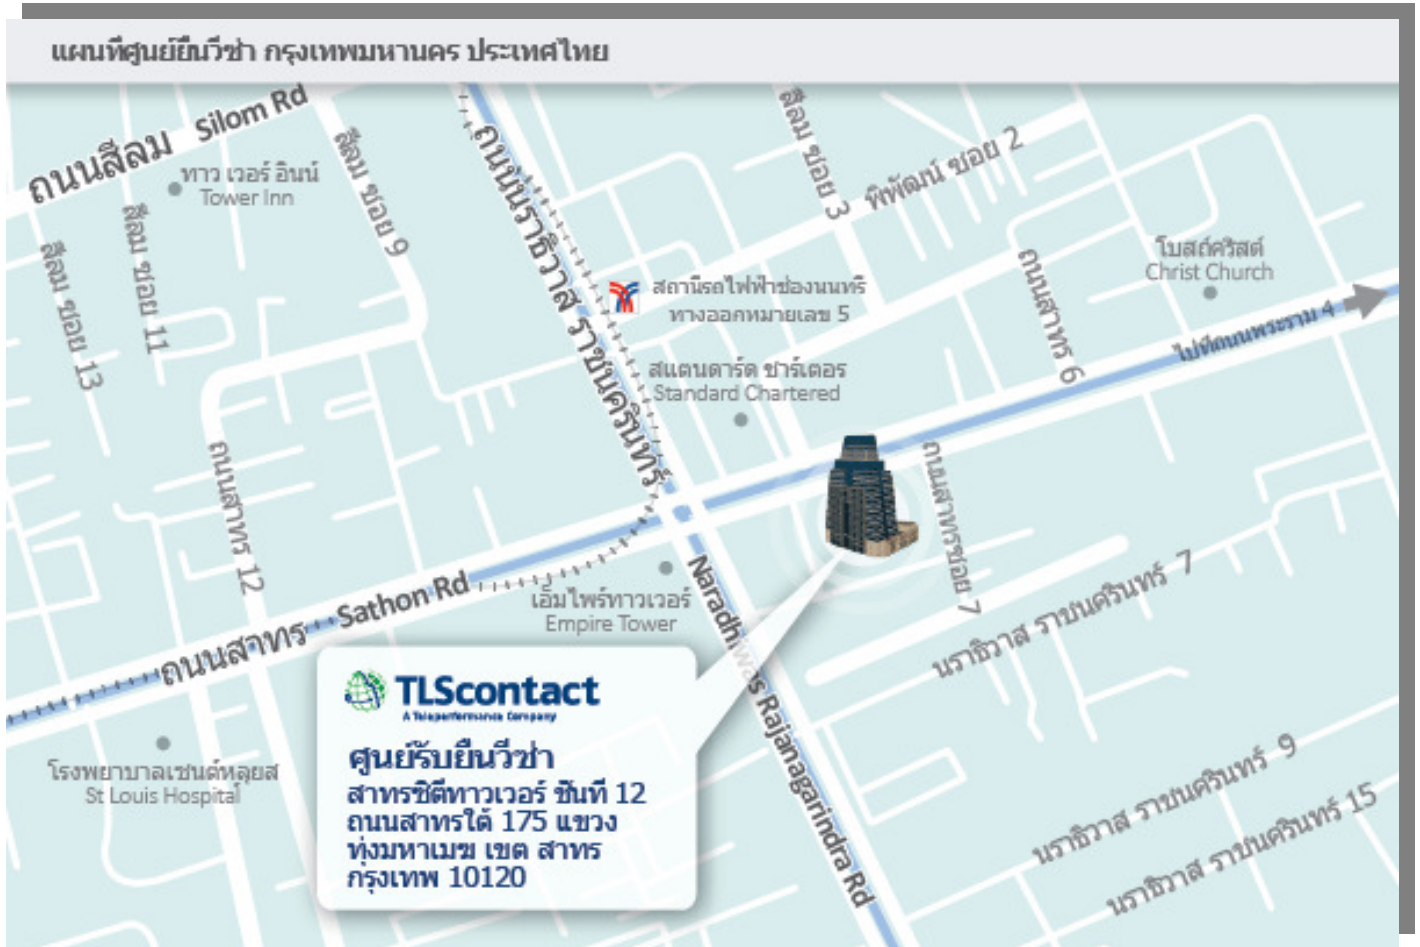 แผนที่ศูนย์ยื่นวีซ่า กรุงเทพมหานคร ประเทศไทย
ถนนสีลม Silom Rd
ทาว เวอร์ อินน์
Tower Inn
สีลม ซอย 9
สีลม ซอย 11
สีลม ซอย 13
ถนนนราธิวาส ราชนครินทร์
สีลม ซอย 3
พิพัฒน์ ซอย 2
โบสถ์คริสต์
Christ Church
สถานีรถไฟฟ้าช่องนนทรี
ทางออกหมายเลข 5
ถนนสาทร 6
ไปที่ถนนพระราม 4
สแตนดาร์ด ชาร์เตอร
Standard Chartered
ถนนสาทร 12
ถนนสาทรซอย 7
ถนนสาทร Sathon Rd
เอ็มไพร์ทาวเวอร์
Empire Tower
Naradhiwas Rajanagarindra Rd
นราธิวาส ราชนครินทร์ 7
นราธิวาส ราชนครินทร์ 9
นราธิวาส ราชนครินทร์ 15
โรงพยาบาลเซนต์หลุยส
St Louis Hospital
TLScontact
A Teleperformance Company
ศูนย์รับยื่นวีซ่า
สาทรซิตี้ทาวเวอร์ ชั้นที่ 12
ถนนสาทรใต้ 175 แขวง
ทุ่งมหาเมฆ เขต สาทร
กรุงเทพ 10120